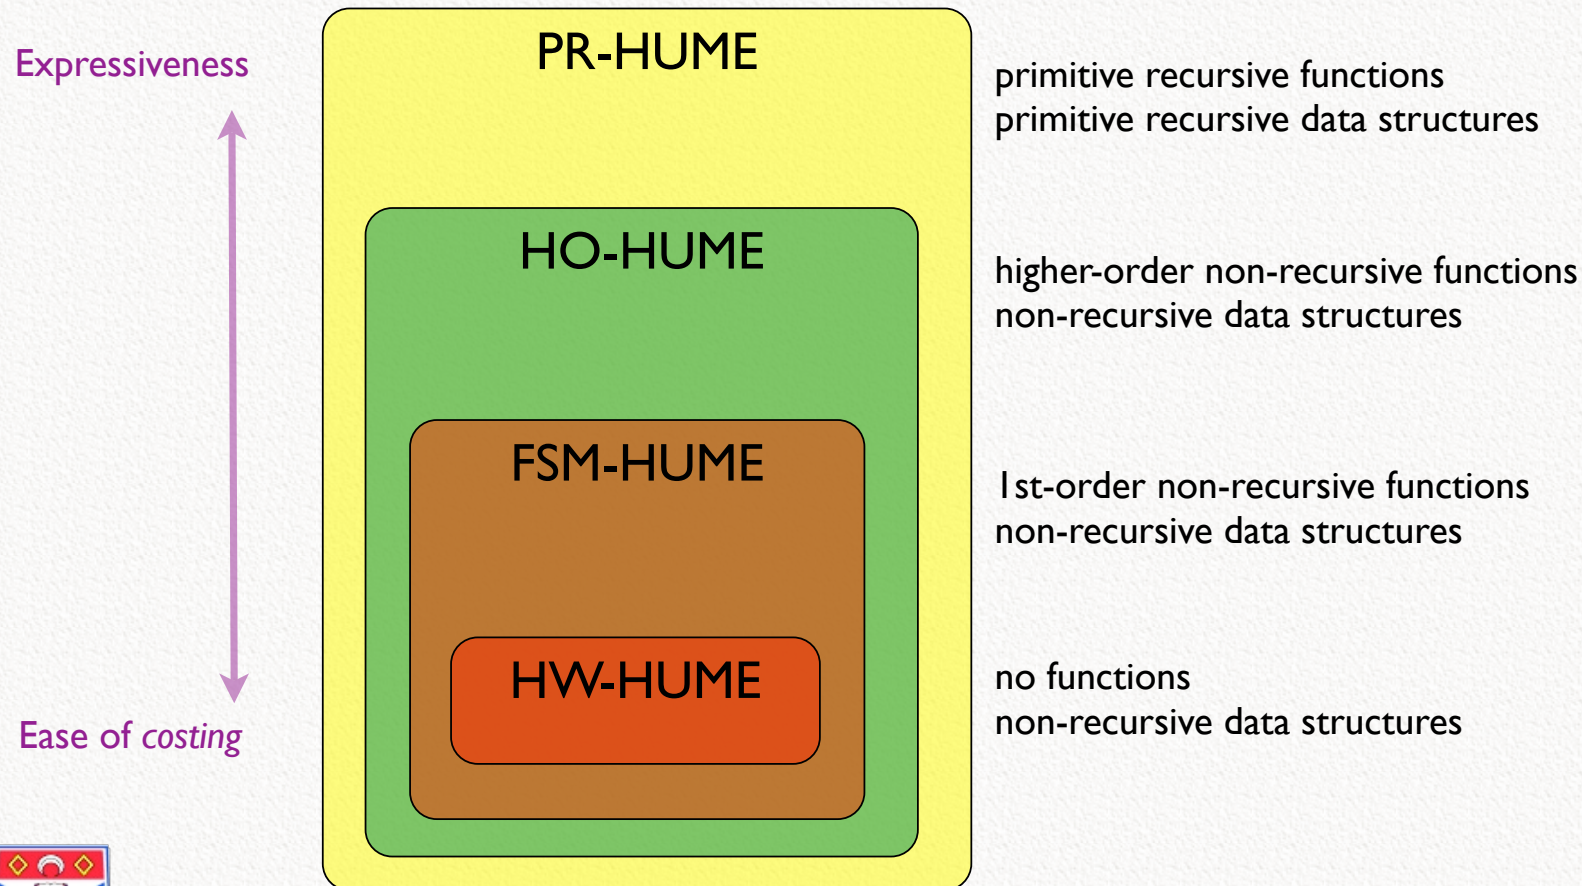 Expressiveness
PR-HUME
primitive recursive functions
primitive recursive data structures
HO-HUME
higher-order non-recursive functions
non-recursive data structures
FSM-HUME
1st-order non-recursive functions
non-recursive data structures
HW-HUME
no functions
non-recursive data structures
Ease of costing